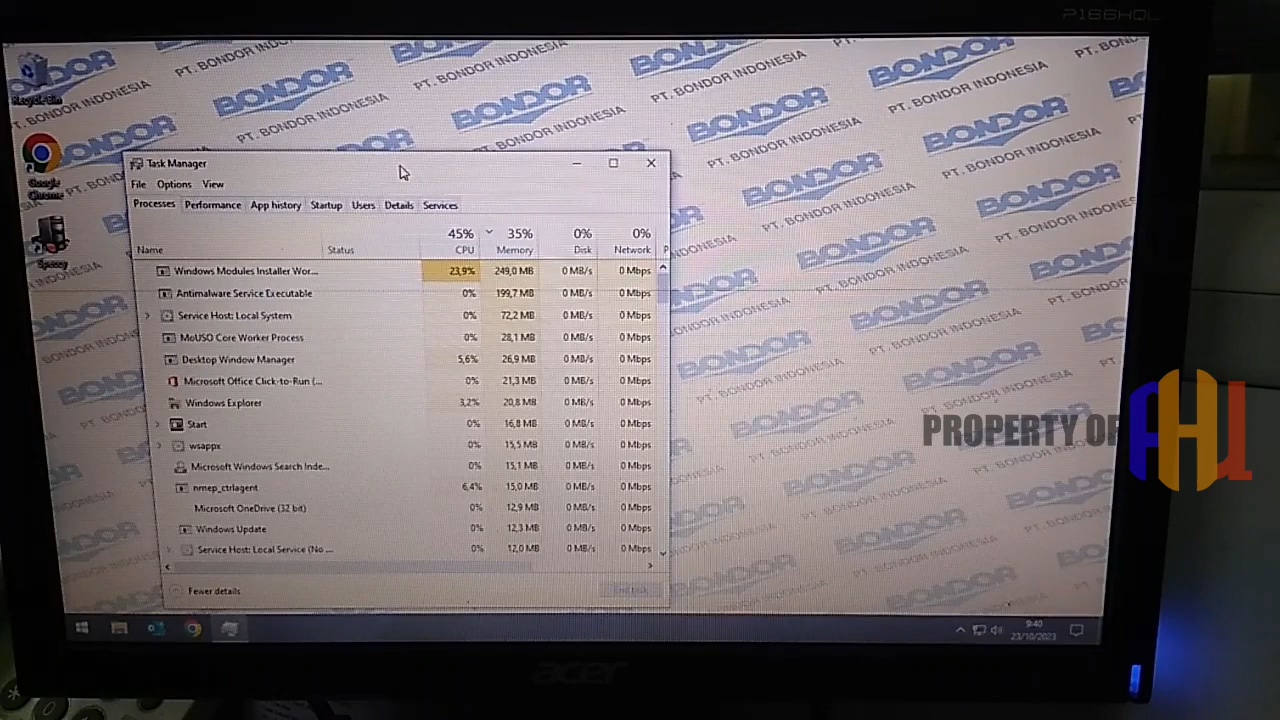 P166HQL
BONDOR
PT. BONDOR INDONESIA
Recycle Bin
Google
Chrome
Speccy
Task Manager
File Options View
Processes Performance App history Startup Users Details Services
45% 35% 0% 0%
Name Status CPU Memory Disk Network P
Windows Modules Installer Wor... 23,9% 249,0 MB 0 MB/s 0 Mbps
Antimalware Service Executable 0% 199,7 MB 0 MB/s 0 Mbps
Service Host: Local System 0% 72,2 MB 0 MB/s 0 Mbps
MoUSO Core Worker Process 0% 28,1 MB 0 MB/s 0 Mbps
Desktop Window Manager 5,6% 26,9 MB 0 MB/s 0 Mbps
Microsoft Office Click-to-Run (... 0% 21,3 MB 0 MB/s 0 Mbps
Windows Explorer 3,2% 20,8 MB 0 MB/s 0 Mbps
Start 0% 16,8 MB 0 MB/s 0 Mbps
wsappx 0% 15,5 MB 0 MB/s 0 Mbps
Microsoft Windows Search Inde... 0% 15,1 MB 0 MB/s 0 Mbps
nmep_ctrlagent 6,4% 15,0 MB 0 MB/s 0 Mbps
Microsoft OneDrive (32 bit) 0% 12,9 MB 0 MB/s 0 Mbps
Windows Update 0% 12,3 MB 0 MB/s 0 Mbps
Service Host: Local Service (No ... 0% 12,0 MB 0 MB/s 0 Mbps
Fewer details End task
PROPERTY OF AHI
9:40
23/10/2023
acer